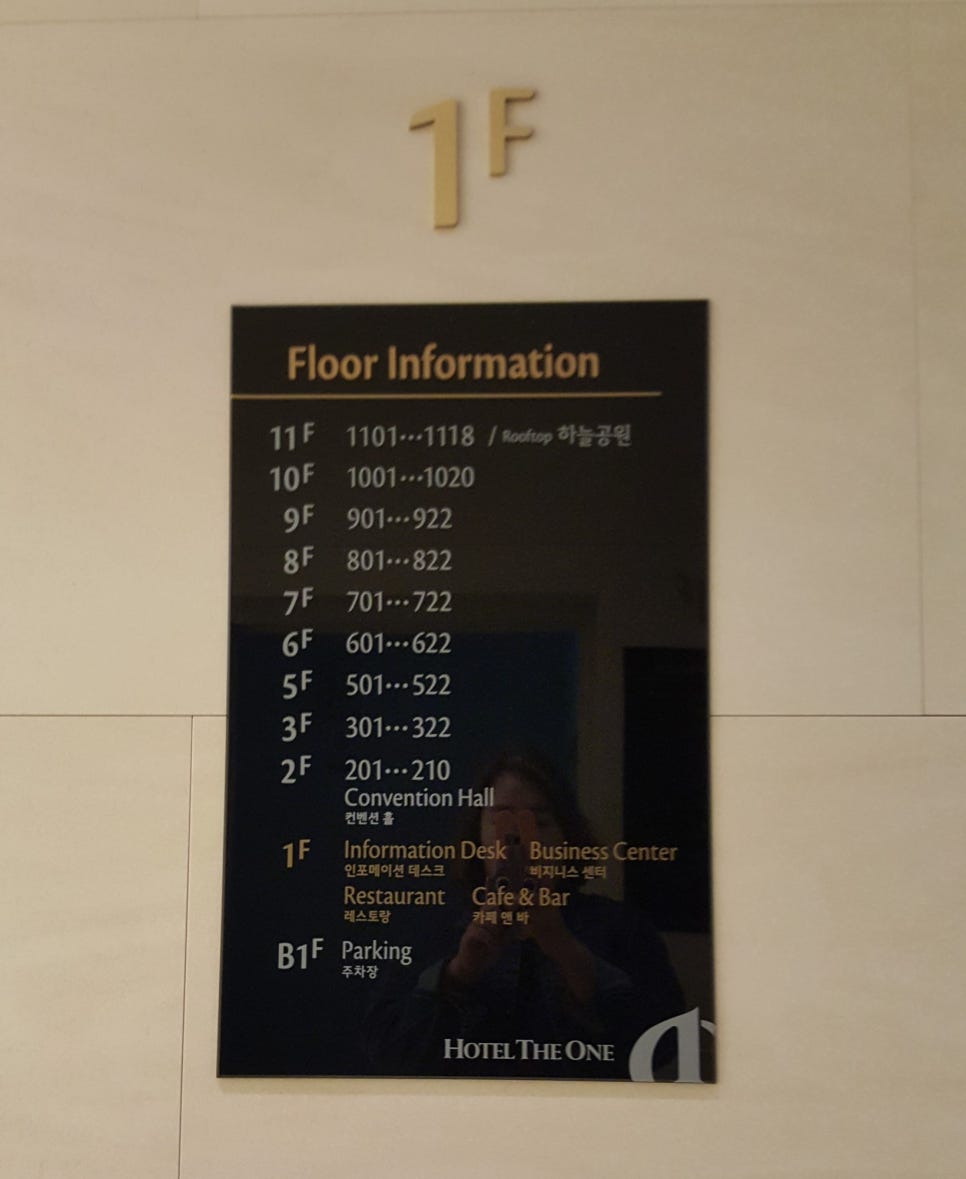 1F
Floor Information
11F 1101···1118 / Rooftop 하늘공원
10F 1001···1020
9F 901···922
8F 801···822
7F 701···722
6F 601···622
5F 501···522
3F 301···322
2F 201···210
Convention Hall
컨벤션 홀
1F Information Desk Business Center
인포메이션 데스크 비지니스 센터
Restaurant Cafe & Bar
레스토랑 카페 앤 바
B1F Parking
주차장
HOTEL THE ONE